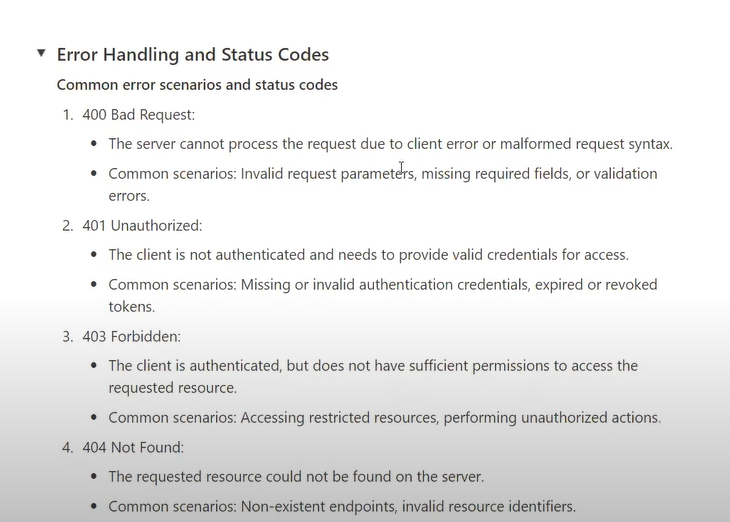 Error Handling and Status Codes
Common error scenarios and status codes
1. 400 Bad Request:
• The server cannot process the request due to client error or malformed request syntax.
• Common scenarios: Invalid request parameters, missing required fields, or validation
errors.
2. 401 Unauthorized:
• The client is not authenticated and needs to provide valid credentials for access.
• Common scenarios: Missing or invalid authentication credentials, expired or revoked
tokens.
3. 403 Forbidden:
• The client is authenticated, but does not have sufficient permissions to access the
requested resource.
• Common scenarios: Accessing restricted resources, performing unauthorized actions.
4. 404 Not Found:
• The requested resource could not be found on the server.
• Common scenarios: Non-existent endpoints, invalid resource identifiers.